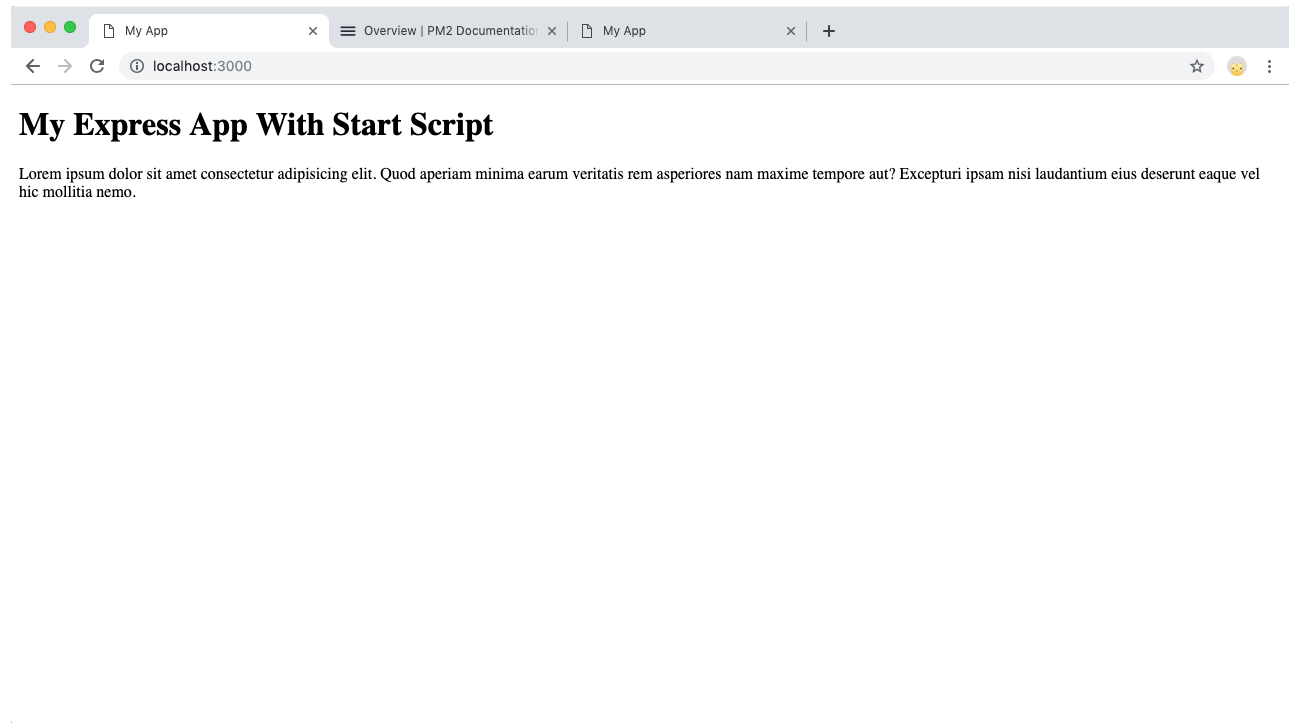 My App
Overview | PM2 Documentation
My App
localhost:3000
My Express App With Start Script
Lorem ipsum dolor sit amet consectetur adipisicing elit. Quod aperiam minima earum veritatis rem asperiores nam maxime tempore aut? Excepturi ipsam nisi laudantium eius deserunt eaque vel
hic mollitia nemo.